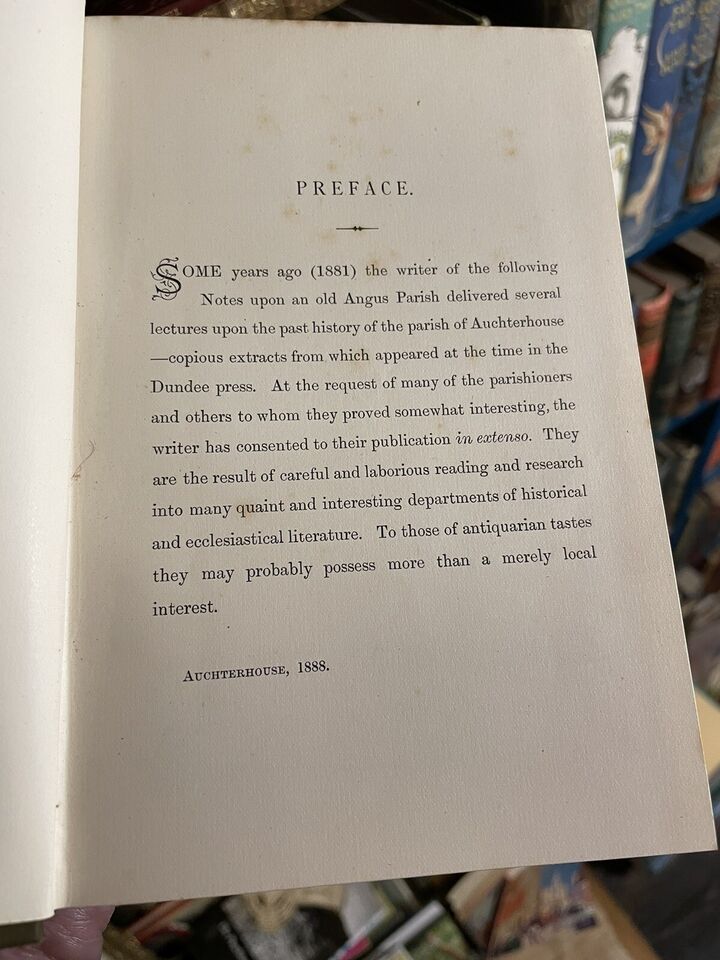 PREFACE.
SOME years ago (1881) the writer of the following
Notes upon an old Angus Parish delivered several
lectures upon the past history of the parish of Auchterhouse
—copious extracts from which appeared at the time in the
Dundee press. At the request of many of the parishioners
and others to whom they proved somewhat interesting, the
writer has consented to their publication in extenso. They
are the result of careful and laborious reading and research
into many quaint and interesting departments of historical
and ecclesiastical literature. To those of antiquarian tastes
they may probably possess more than a merely local
interest.
AUCHTERHOUSE, 1888.